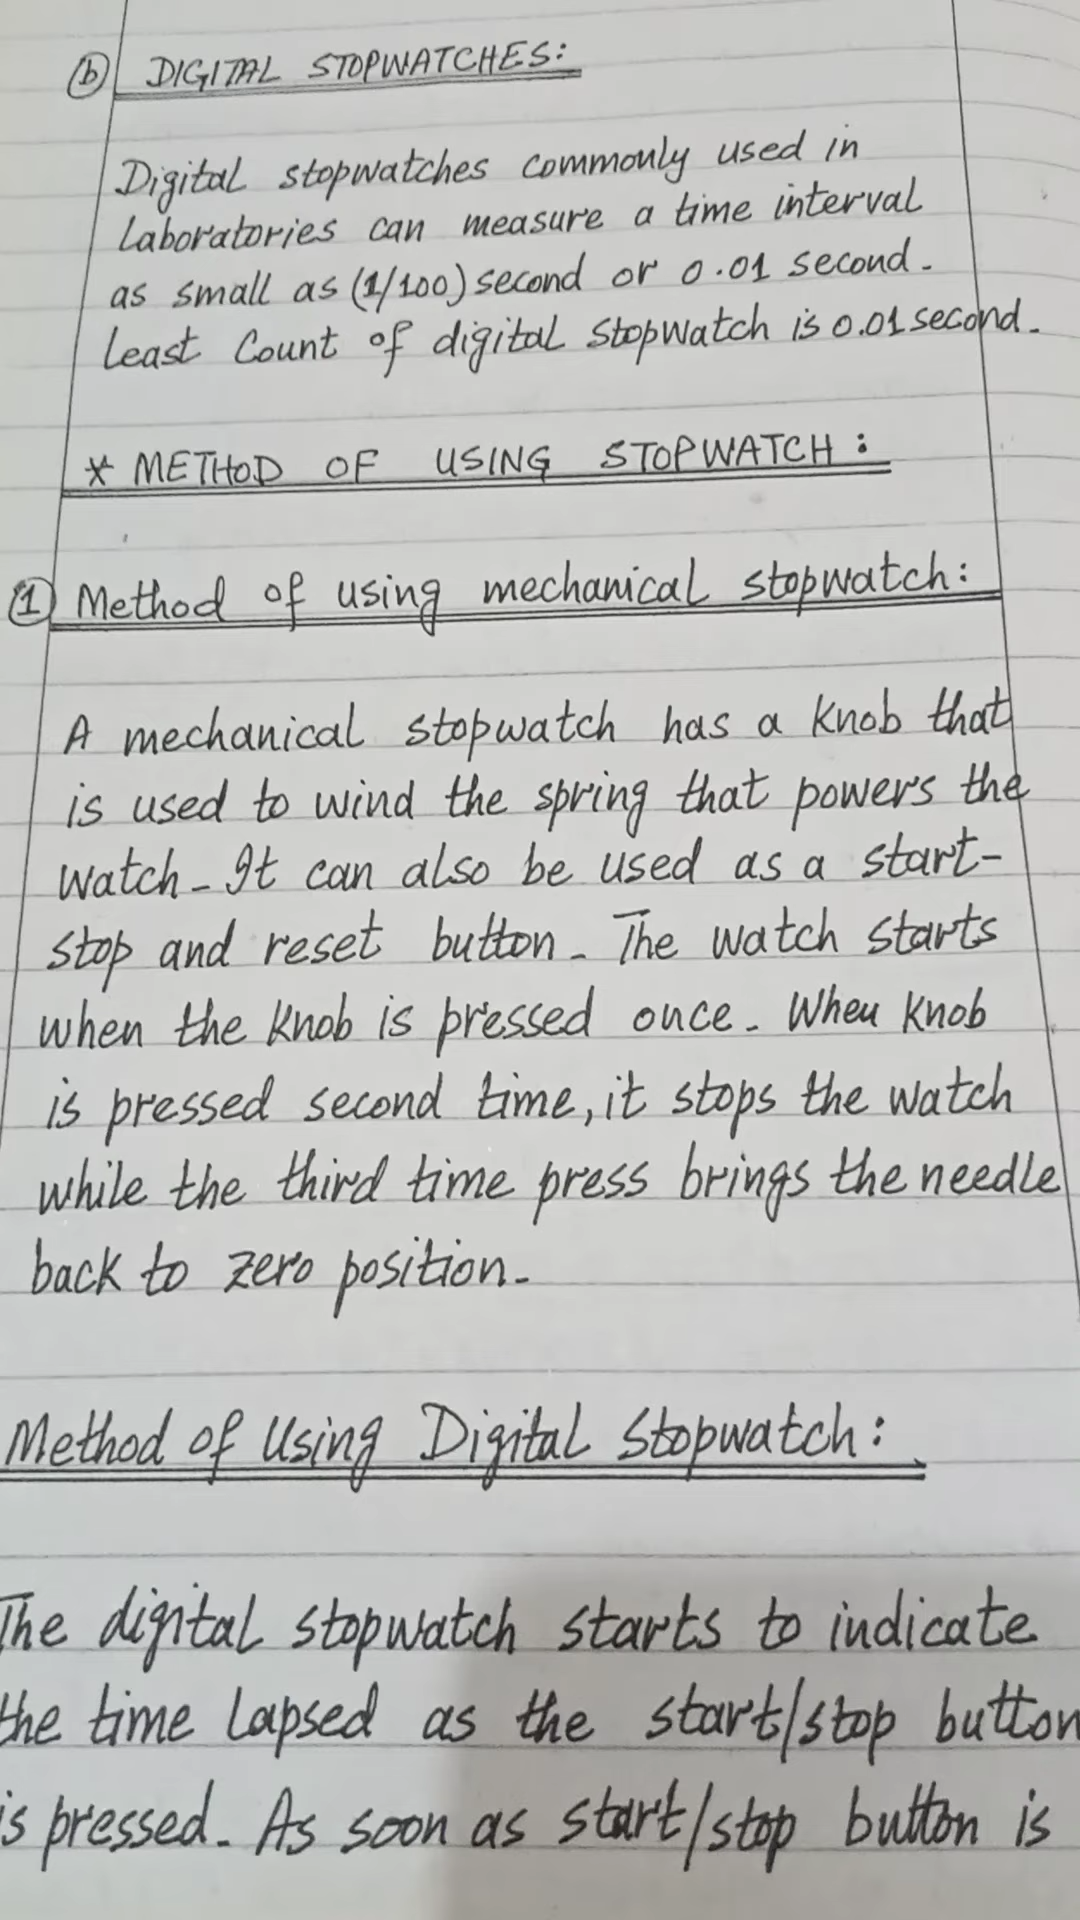 (b) DIGITAL STOPWATCHES:
Digital stopwatches commonly used in
laboratories can measure a time interval
as small as (1/100) second or 0.01 second.
Least Count of digital stopwatch is 0.01 second.
* METHOD OF USING STOPWATCH:
(1) Method of using mechanical stopwatch:
A mechanical stopwatch has a knob that
is used to wind the spring that powers the
watch. It can also be used as a start-
stop and reset button. The watch starts
when the knob is pressed once. When knob
is pressed second time, it stops the watch
while the third time press brings the needle
back to zero position.
Method of Using Digital Stopwatch:
The digital stopwatch starts to indicate
the time lapsed as the start/stop button
is pressed. As soon as start/stop button is